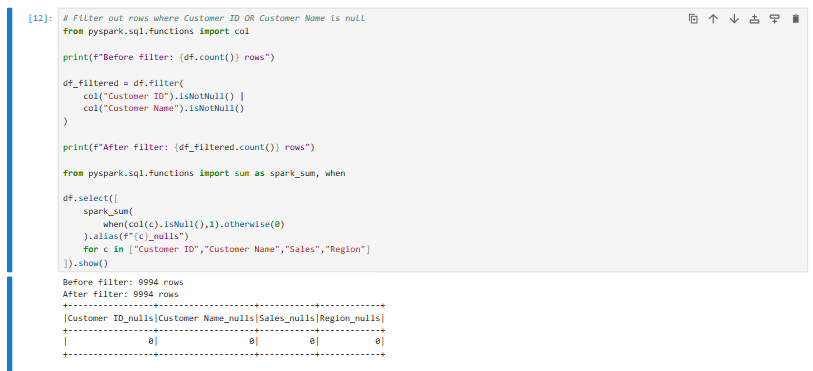 [12]: # Filter out rows where Customer ID OR Customer Name is null
from pyspark.sql.functions import col
print(f"Before filter: {df.count()} rows")
df_filtered = df.filter(
col("Customer ID").isNotNull() |
col("Customer Name").isNotNull()
)
print(f"After filter: {df_filtered.count()} rows")
from pyspark.sql.functions import sum as spark_sum, when
df.select([
spark_sum(
when(col(c).isNull(),1).otherwise(0)
).alias(f"{c}_nulls")
for c in ["Customer ID","Customer Name","Sales","Region"]
]).show()
Before filter: 9994 rows
After filter: 9994 rows
+-----------------+-------------------+-----------+------------+
|Customer ID_nulls|Customer Name_nulls|Sales_nulls|Region_nulls|
+-----------------+-------------------+-----------+------------+
|                0|                  0|          0|           0|
+-----------------+-------------------+-----------+------------+